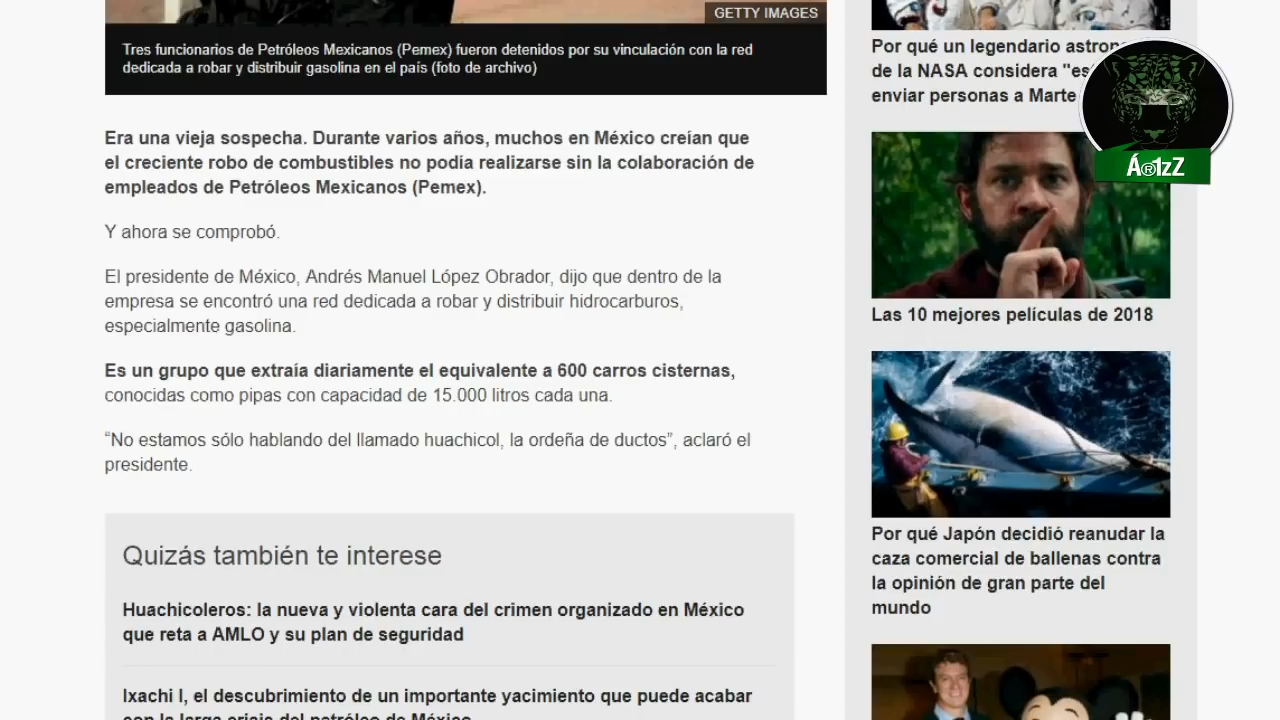 GETTY IMAGES
Tres funcionarios de Petróleos Mexicanos (Pemex) fueron detenidos por su vinculación con la red
dedicada a robar y distribuir gasolina en el país (foto de archivo)
Era una vieja sospecha. Durante varios años, muchos en México creían que
el creciente robo de combustibles no podía realizarse sin la colaboración de
empleados de Petróleos Mexicanos (Pemex).
Y ahora se comprobó.
El presidente de México, Andrés Manuel López Obrador, dijo que dentro de la
empresa se encontró una red dedicada a robar y distribuir hidrocarburos,
especialmente gasolina.
Es un grupo que extraía diariamente el equivalente a 600 carros cisternas,
conocidas como pipas con capacidad de 15.000 litros cada una.
“No estamos sólo hablando del llamado huachicol, la ordeña de ductos”, aclaró el
presidente.
Quizás también te interese
Huachicoleros: la nueva y violenta cara del crimen organizado en México
que reta a AMLO y su plan de seguridad
Ixachi I, el descubrimiento de un importante yacimiento que puede acabar
con la larga crisis del petróleo de México
Por qué un legendario
de la NASA considera
enviar personas a Marte
Á®1zZ
Las 10 mejores películas de 2018
Por qué Japón decidió reanudar la
caza comercial de ballenas contra
la opinión de gran parte del
mundo